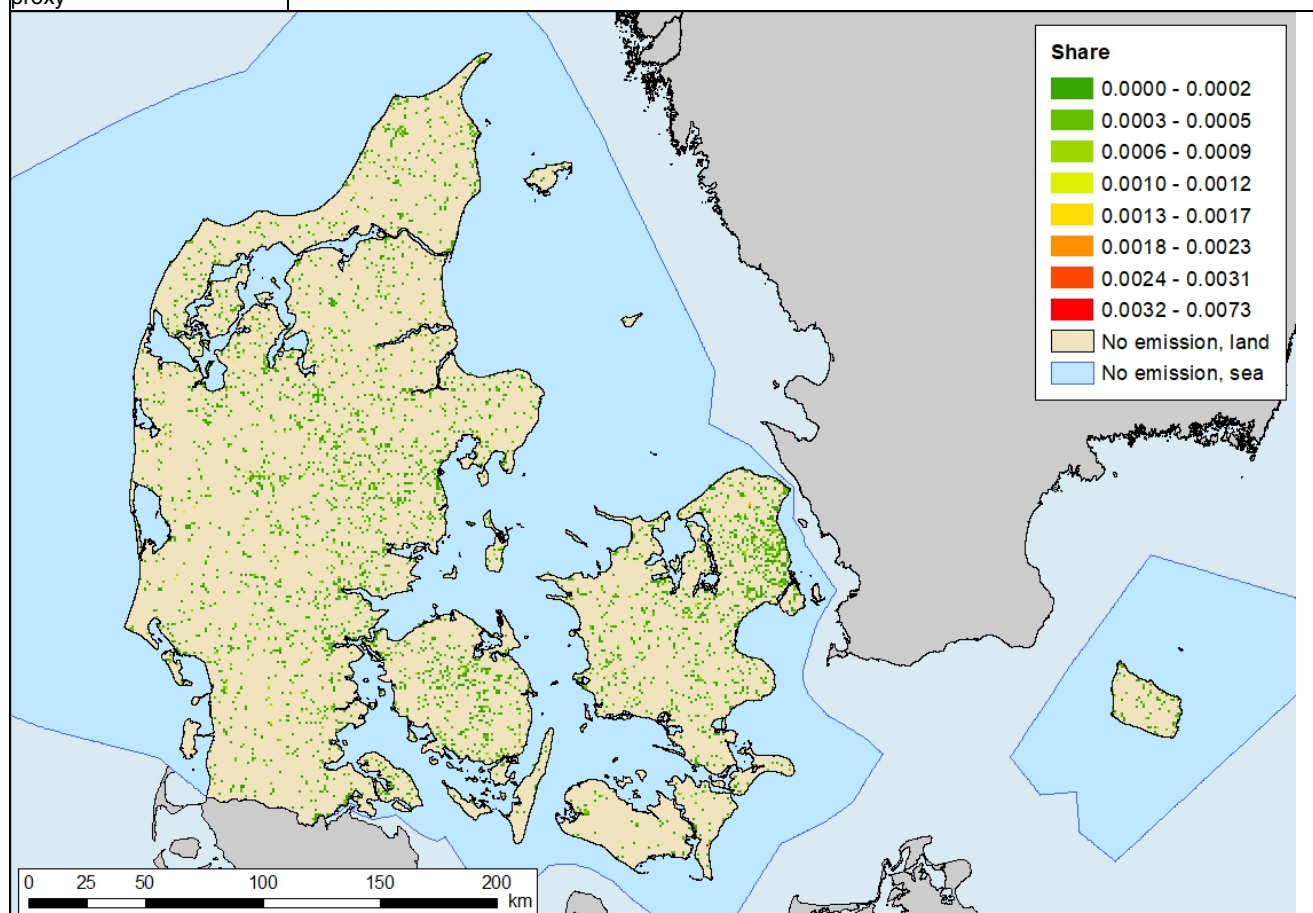 proxy
Share
0.0000 - 0.0002
0.0003 - 0.0005
0.0006 - 0.0009
0.0010 - 0.0012
0.0013 - 0.0017
0.0018 - 0.0023
0.0024 - 0.0031
0.0032 - 0.0073
No emission, land
No emission, sea
0 25 50 100 150 200
km